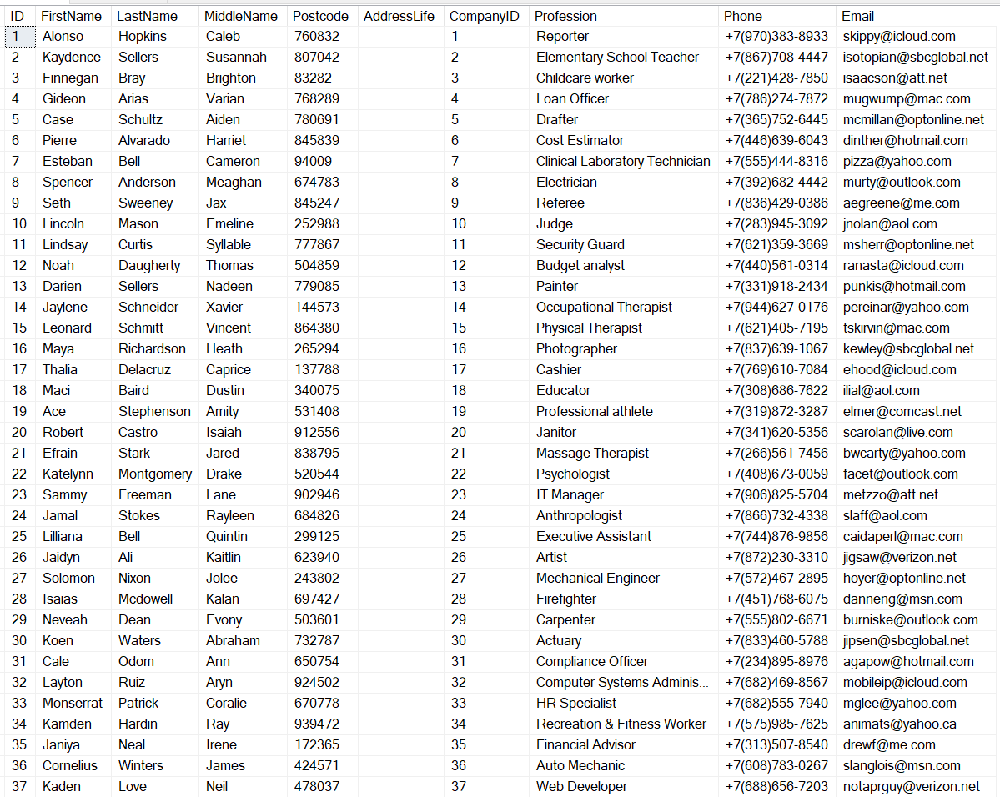 ID FirstName LastName MiddleName Postcode AddressLife CompanyID Profession Phone Email
1 Alonso Hopkins Caleb 760832 1 Reporter +7(970)383-8933 skippy@icloud.com
2 Kaydence Sellers Susannah 807042 2 Elementary School Teacher +7(867)708-4447 isotopian@sbcglobal.net
3 Finnegan Bray Brighton 83282 3 Childcare worker +7(221)428-7850 isaacson@att.net
4 Gideon Arias Varian 768289 4 Loan Officer +7(786)274-7872 mugwump@mac.com
5 Case Schultz Aiden 780691 5 Drafter +7(365)752-6445 mcmillan@optonline.net
6 Pierre Alvarado Harriet 845839 6 Cost Estimator +7(446)639-6043 dinther@hotmail.com
7 Esteban Bell Cameron 94009 7 Clinical Laboratory Technician +7(555)444-8316 pizza@yahoo.com
8 Spencer Anderson Meaghan 674783 8 Electrician +7(392)682-4442 murty@outlook.com
9 Seth Sweeney Jax 845247 9 Referee +7(836)429-0386 aegreene@me.com
10 Lincoln Mason Emeline 252988 10 Judge +7(283)945-3092 jnolan@aol.com
11 Lindsay Curtis Syllable 777867 11 Security Guard +7(621)359-3669 msherr@optonline.net
12 Noah Daugherty Thomas 504859 12 Budget analyst +7(440)561-0314 ranasta@icloud.com
13 Darien Sellers Nadeen 779085 13 Painter +7(331)918-2434 punkis@hotmail.com
14 Jaylene Schneider Xavier 144573 14 Occupational Therapist +7(944)627-0176 pereinar@yahoo.com
15 Leonard Schmitt Vincent 864380 15 Physical Therapist +7(621)405-7195 tskirvin@mac.com
16 Maya Richardson Heath 265294 16 Photographer +7(837)639-1067 kewley@sbcglobal.net
17 Thalia Delacruz Caprice 137788 17 Cashier +7(769)610-7084 ehood@icloud.com
18 Maci Baird Dustin 340075 18 Educator +7(308)686-7622 ilial@aol.com
19 Ace Stephenson Amity 531408 19 Professional athlete +7(319)872-3287 elmer@comcast.net
20 Robert Castro Isaiah 912556 20 Janitor +7(341)620-5356 scarolan@live.com
21 Efrain Stark Jared 838795 21 Massage Therapist +7(266)561-7456 bwcarty@yahoo.com
22 Katelynn Montgomery Drake 520544 22 Psychologist +7(408)673-0059 facet@outlook.com
23 Sammy Freeman Lane 902946 23 IT Manager +7(906)825-5704 metzzo@att.net
24 Jamal Stokes Rayleen 684826 24 Anthropologist +7(866)732-4338 slaff@aol.com
25 Lilliana Bell Quintin 299125 25 Executive Assistant +7(744)876-9856 caidaperl@mac.com
26 Jaidyn Ali Kaitlin 623940 26 Artist +7(872)230-3310 jigsaw@verizon.net
27 Solomon Nixon Jolee 243802 27 Mechanical Engineer +7(572)467-2895 hoyer@optonline.net
28 Isaias Mcdowell Kalan 697427 28 Firefighter +7(451)768-6075 danneng@msn.com
29 Neveah Dean Evony 503601 29 Carpenter +7(555)802-6671 burniske@outlook.com
30 Koen Waters Abraham 732787 30 Actuary +7(833)460-5788 jipsen@sbcglobal.net
31 Cale Odom Ann 650754 31 Compliance Officer +7(234)895-8976 agapow@hotmail.com
32 Layton Ruiz Aryn 924502 32 Computer Systems Adminis... +7(682)469-8567 mobileip@icloud.com
33 Monserrat Patrick Coralie 670778 33 HR Specialist +7(682)555-7940 mglee@yahoo.com
34 Kamden Hardin Ray 939472 34 Recreation & Fitness Worker +7(575)985-7625 animats@yahoo.ca
35 Janiya Neal Irene 172365 35 Financial Advisor +7(313)507-8540 drewf@me.com
36 Cornelius Winters James 424571 36 Auto Mechanic +7(608)783-0267 slanglois@msn.com
37 Kaden Love Neil 478037 37 Web Developer +7(688)656-7203 notaprguy@verizon.net